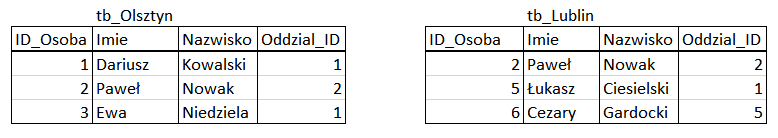 tb_Olsztyn
ID_Osoba Imie Nazwisko Oddzial_ID
1 Dariusz Kowalski 1
2 Paweł Nowak 2
3 Ewa Niedziela 1
tb_Lublin
ID_Osoba Imie Nazwisko Oddzial_ID
2 Paweł Nowak 2
5 Łukasz Ciesielski 1
6 Cezary Gardocki 5